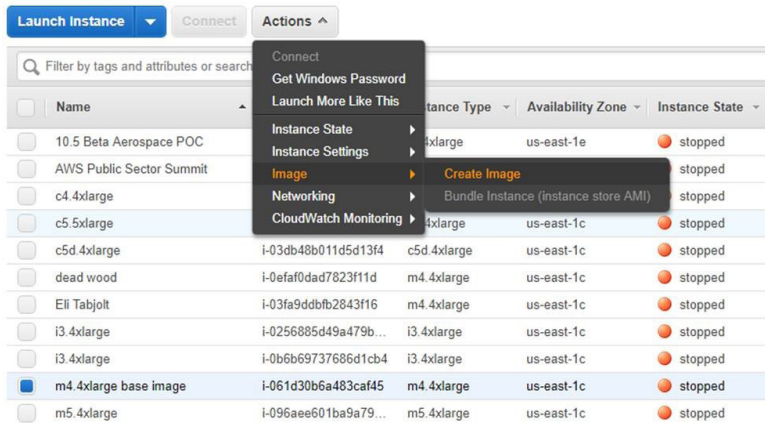 Launch Instance Connect Actions
Filter by tags and attributes or search
Connect
Get Windows Password
Launch More Like This
Instance State
Instance Settings
Image
Networking
CloudWatch Monitoring
Create Image
Bundle Instance (instance store AMI)
Name stance Type Availability Zone Instance State
10.5 Beta Aerospace POC 4xlarge us-east-1e stopped
AWS Public Sector Summit stopped
c4.4xlarge stopped
c5.5xlarge 4xlarge us-east-1c stopped
c5d.4xlarge i-03db48b011d5d13f4 c5d.4xlarge us-east-1c stopped
dead wood i-0efaf0dad7823f11d m4.4xlarge us-east-1c stopped
Eli Tabjolt i-03fa9ddbfb2843f16 m4.4xlarge us-east-1c stopped
i3.4xlarge i-0256885d49a479b... i3.4xlarge us-east-1c stopped
i3.4xlarge i-0b6b69737686d1cb4 i3.4xlarge us-east-1c stopped
m4.4xlarge base image i-061d30b6a483caf45 m4.4xlarge us-east-1c stopped
m5.4xlarge i-096aee601ba9a79... m5.4xlarge us-east-1c stopped